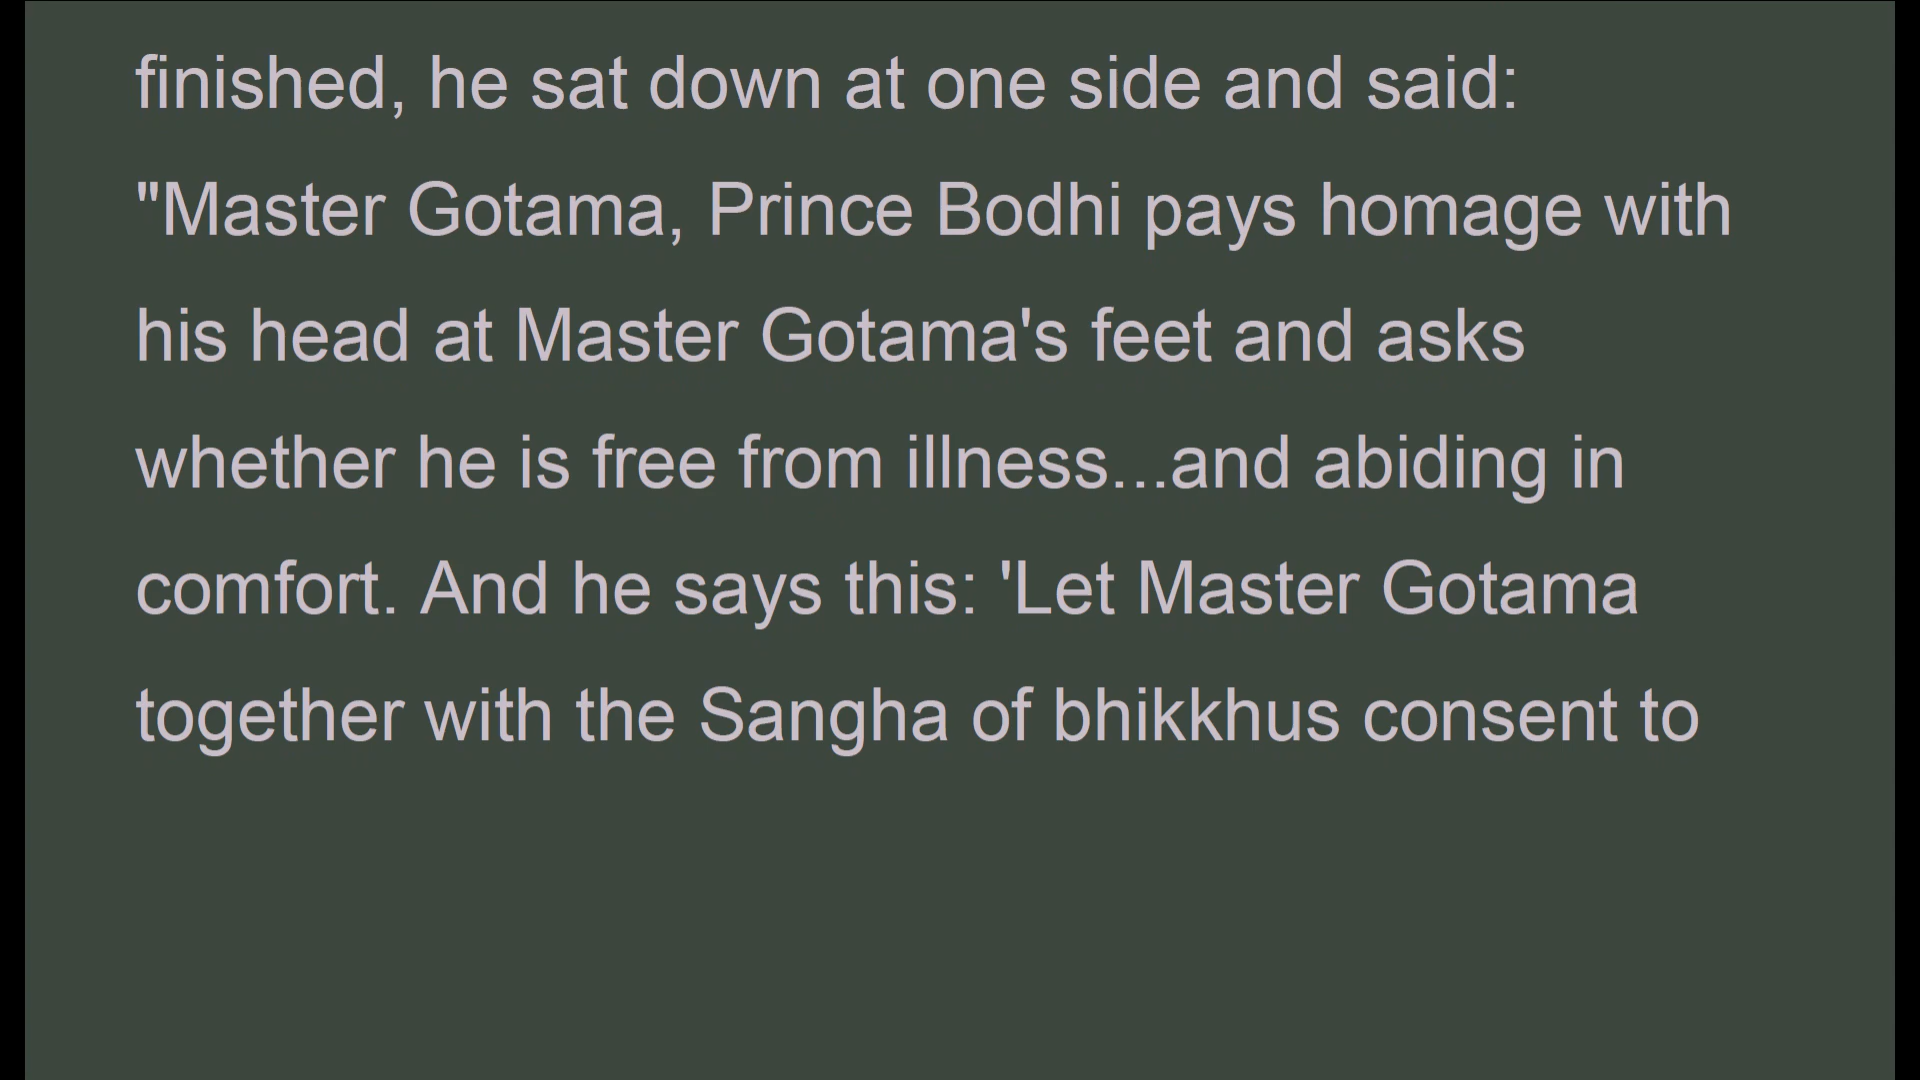 finished, he sat down at one side and said:
"Master Gotama, Prince Bodhi pays homage with
his head at Master Gotama's feet and asks
whether he is free from illness...and abiding in
comfort. And he says this: 'Let Master Gotama
together with the Sangha of bhikkhus consent to